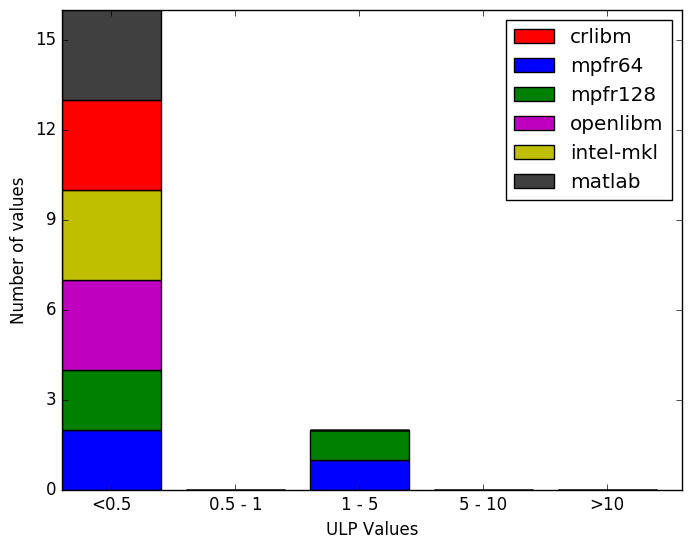 crlibm
mpfr64
mpfr128
openlibm
intel-mkl
matlab
Number of values
15
12
9
6
3
0
<0.5
0.5 - 1
1 - 5
5 - 10
>10
ULP Values